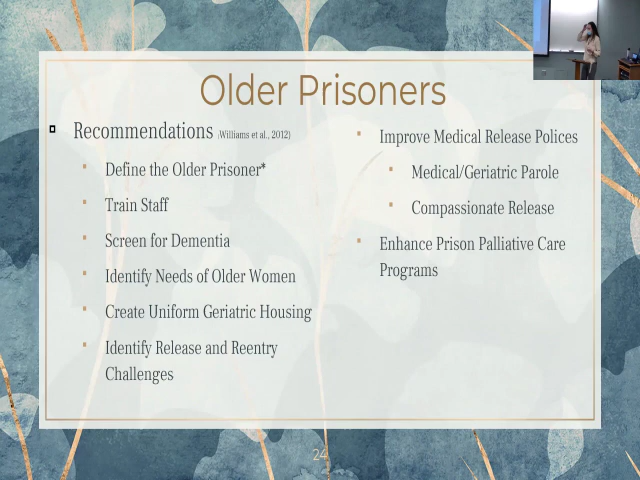 Older Prisoners
Recommendations (Williams et al., 2012)
Define the Older Prisoner*
Train Staff
Screen for Dementia
Identify Needs of Older Women
Create Uniform Geriatric Housing
Identify Release and Reentry
Challenges
Improve Medical Release Polices
Medical/Geriatric Parole
Compassionate Release
Enhance Prison Palliative Care
Programs
24